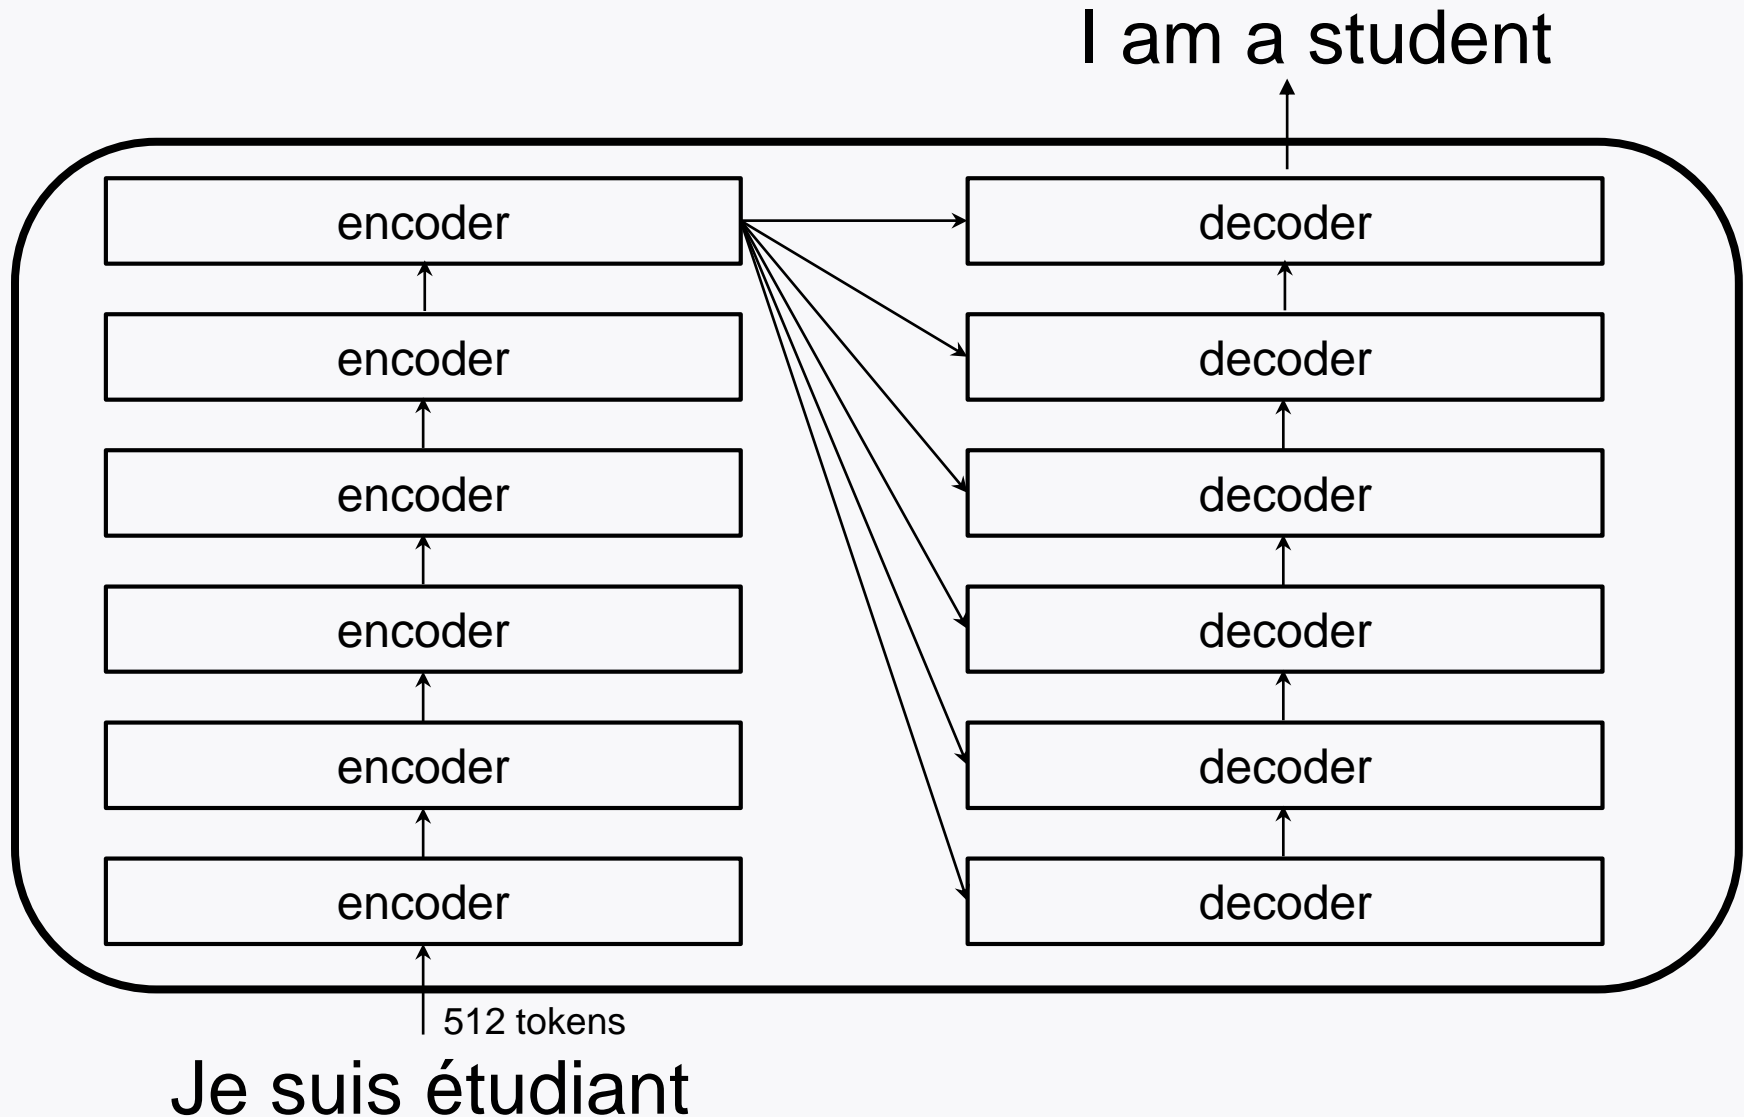 I am a student
encoder
decoder
encoder
decoder
encoder
decoder
encoder
decoder
encoder
decoder
encoder
decoder
512 tokens
Je suis étudiant